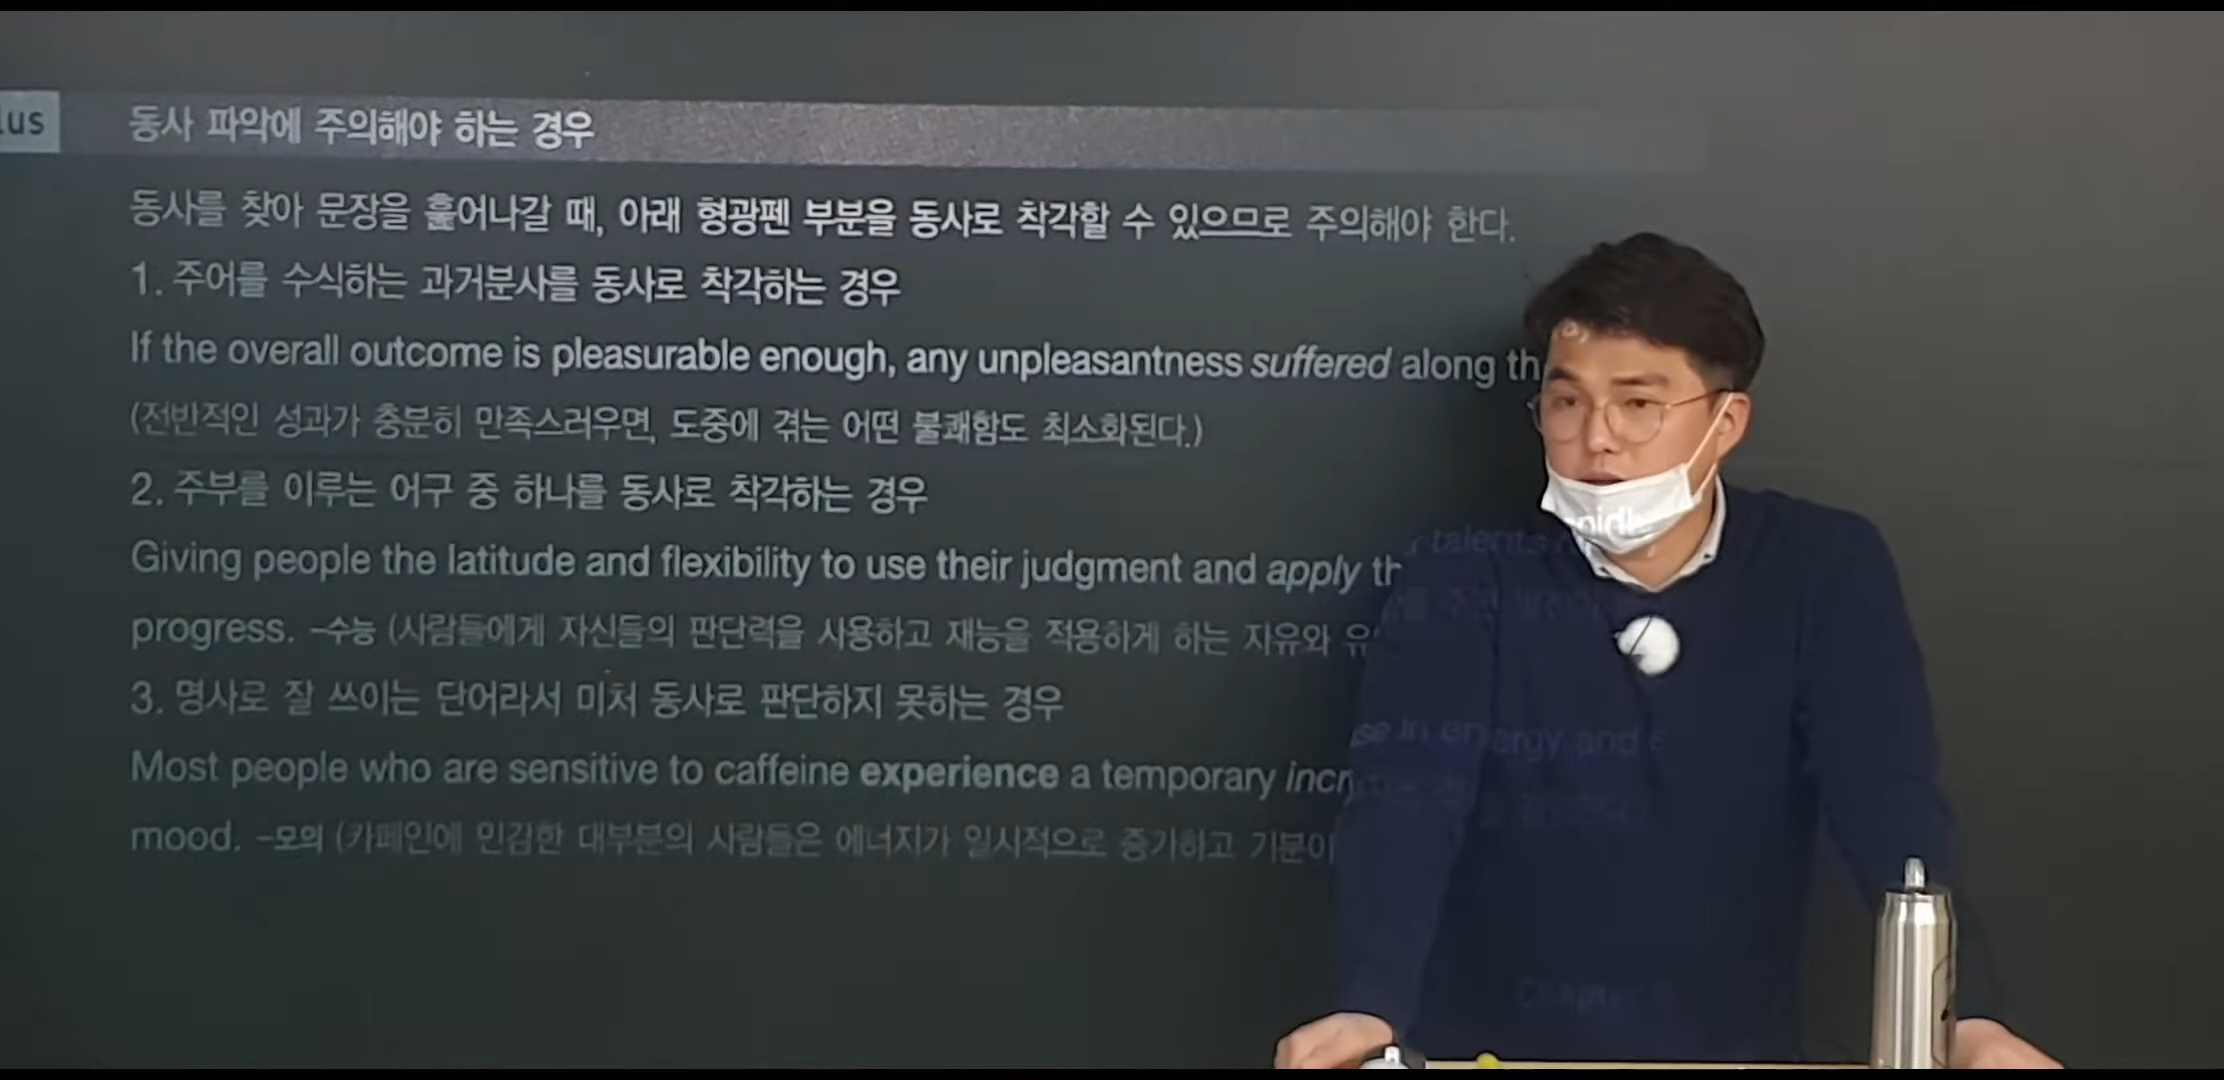 lus
동사 파악에 주의해야 하는 경우
동사를 찾아 문장을 훑어나갈 때, 아래 형광펜 부분을 동사로 착각할 수 있으므로 주의해야 한다.
1. 주어를 수식하는 과거분사를 동사로 착각하는 경우
If the overall outcome is pleasurable enough, any unpleasantness suffered along th
(전반적인 성과가 충분히 만족스러우면, 도중에 겪는 어떤 불쾌함도 최소화된다.)
2. 주부를 이루는 어구 중 하나를 동사로 착각하는 경우
Giving people the latitude and flexibility to use their judgment and apply th talents
progress. –수능 (사람들에게 자신들의 판단력을 사용하고 재능을 적용하게 하는 자유와
3. 명사로 잘 쓰이는 단어라서 미처 동사로 판단하지 못하는 경우
Most people who are sensitive to caffeine experience a temporary incr se in energy and
mood. –모의 (카페인에 민감한 대부분의 사람들은 에너지가 일시적으로 증가하고 기분이
Chapter